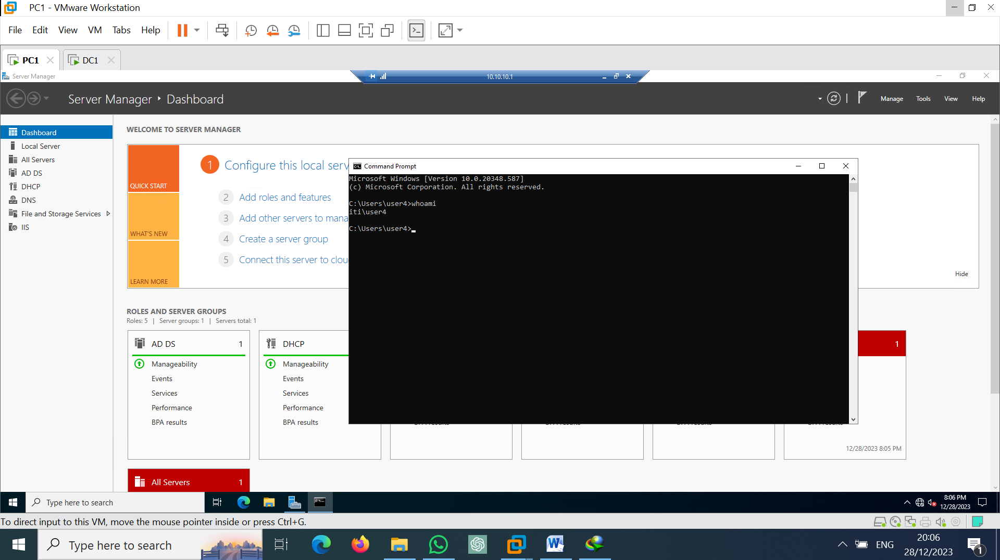 PC1 - VMware Workstation
File Edit View VM Tabs Help
PC1 DC1
Server Manager
10.10.10.1
Server Manager • Dashboard
Manage Tools View Help
Dashboard
Local Server
All Servers
AD DS
DHCP
DNS
File and Storage Services
IIS
WELCOME TO SERVER MANAGER
QUICK START
WHAT'S NEW
LEARN MORE
1 Configure this local serv
2 Add roles and features
3 Add other servers to mana
4 Create a server group
5 Connect this server to clou
Hide
Command Prompt
Microsoft Windows [Version 10.0.20348.587]
(c) Microsoft Corporation. All rights reserved.
C:\Users\user4>whoami
iti\user4
C:\Users\user4>
ROLES AND SERVER GROUPS
Roles: 5 | Server groups: 1 | Servers total: 1
AD DS 1
Manageability
Events
Services
Performance
BPA results
DHCP
Manageability
Events
Services
Performance
BPA results
1
12/28/2023 8:05 PM
All Servers 1
Type here to search
8:06 PM
12/28/2023
To direct input to this VM, move the mouse pointer inside or press Ctrl+G.
Type here to search
ENG
20:06
28/12/2023
1